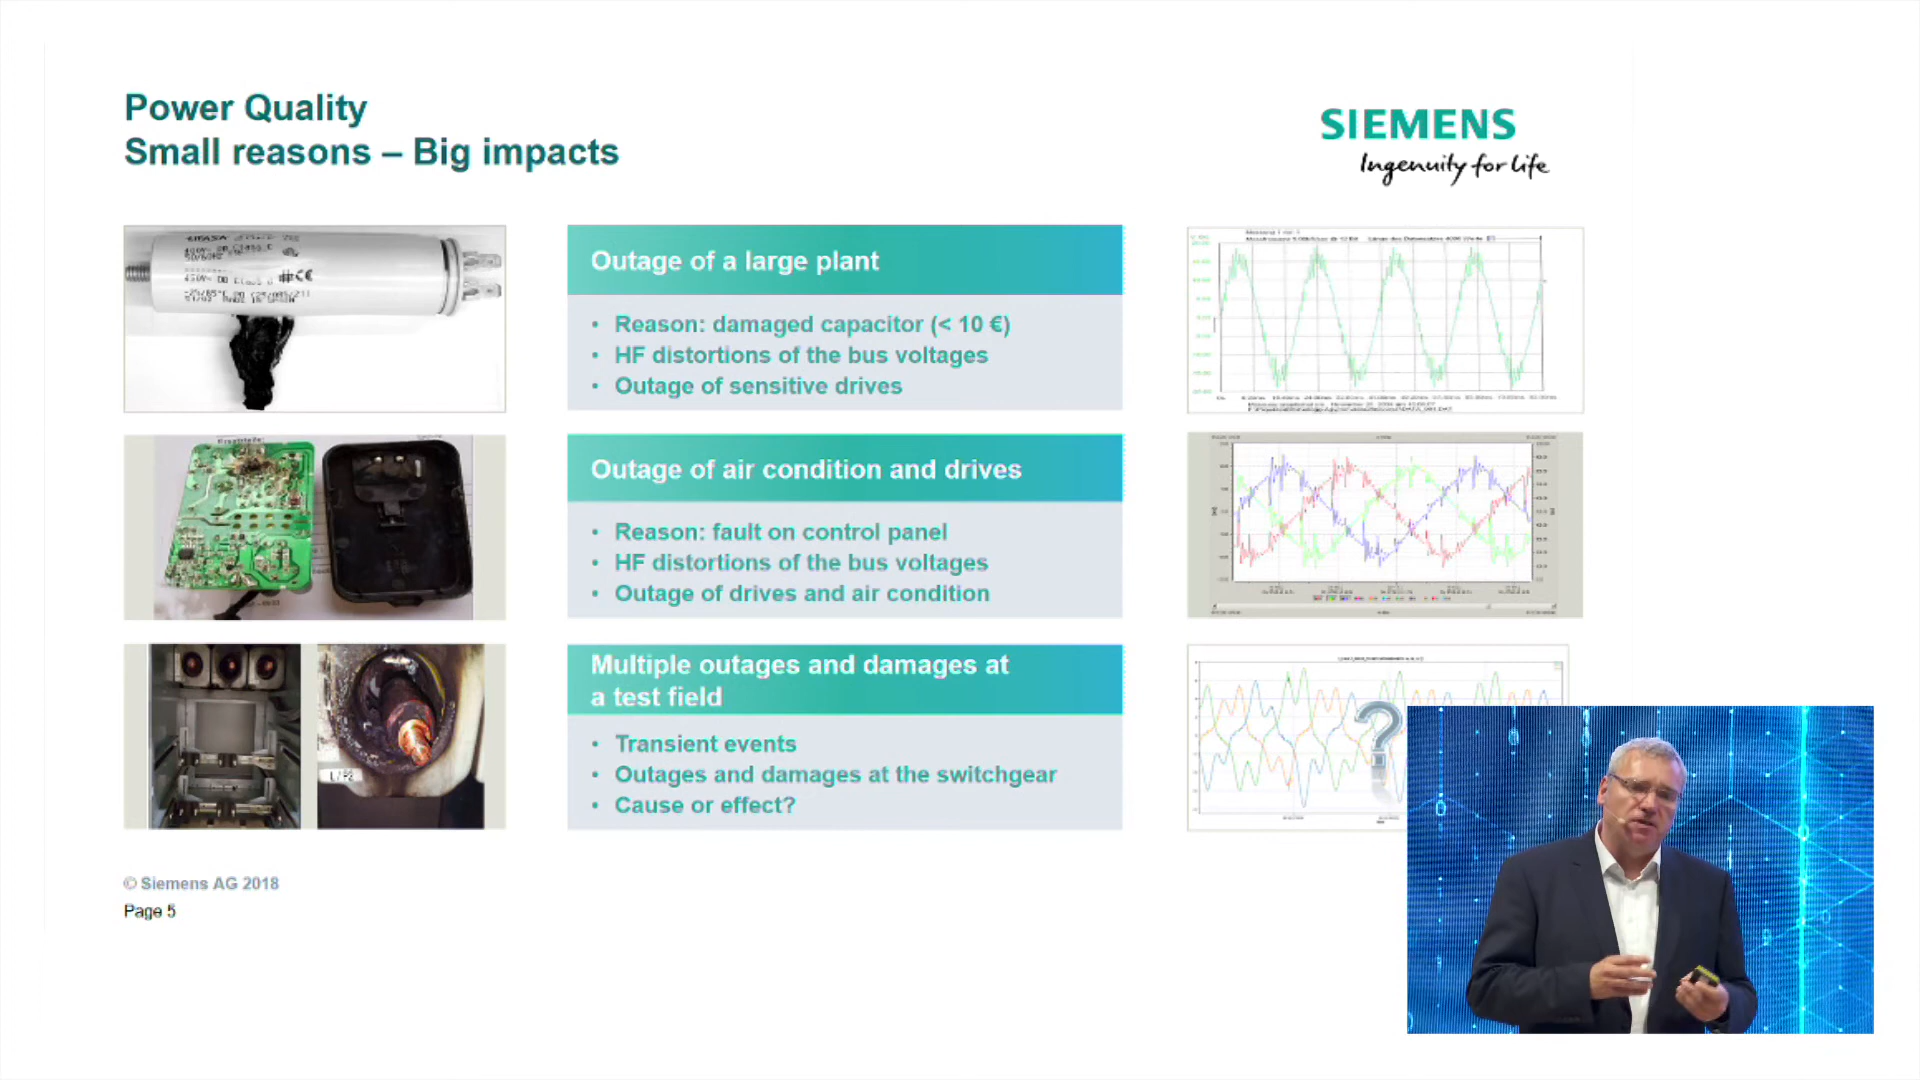 Power Quality
Small reasons – Big impacts
SIEMENS
Ingenuity for life
Outage of a large plant
• Reason: damaged capacitor (< 10 €)
• HF distortions of the bus voltages
• Outage of sensitive drives
Outage of air condition and drives
• Reason: fault on control panel
• HF distortions of the bus voltages
• Outage of drives and air condition
Multiple outages and damages at
a test field
• Transient events
• Outages and damages at the switchgear
• Cause or effect?
?
© Siemens AG 2018
Page 5